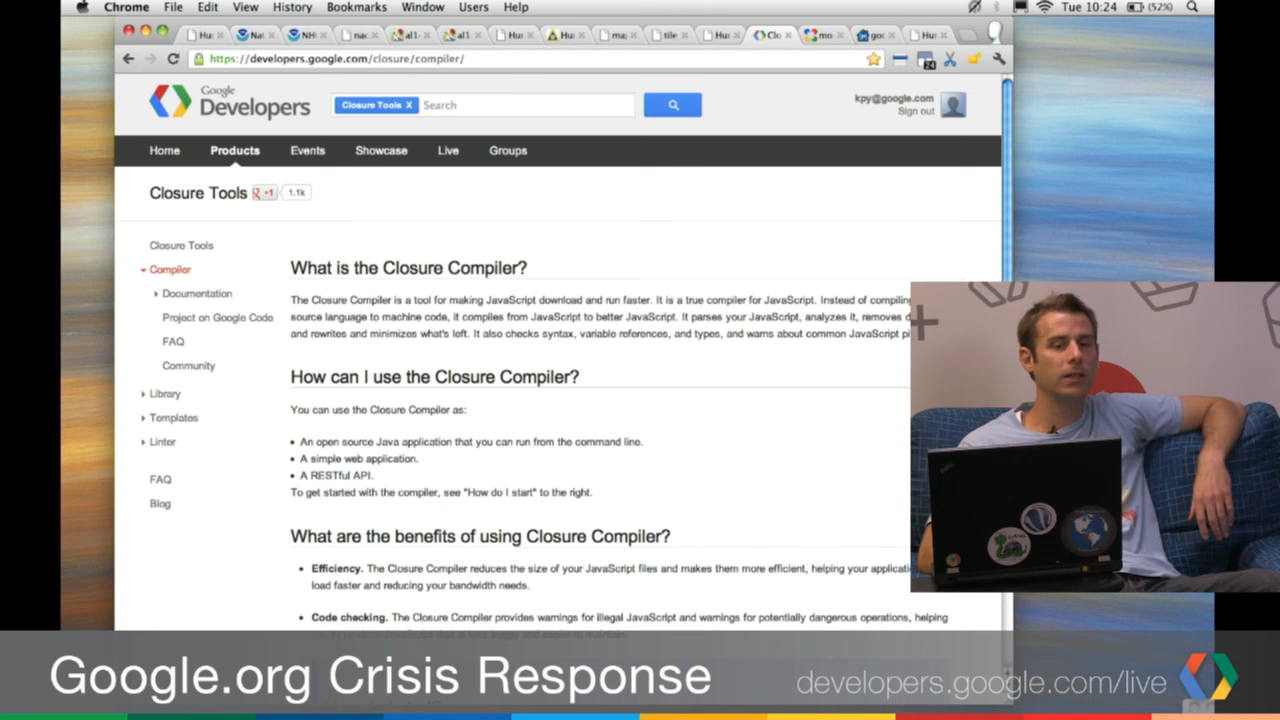 Chrome File Edit View History Bookmarks Window Users Help Tue 10:24 (52%)
https://developers.google.com/closure/compiler/
24
Google Developers
Closure Tools X Search
kpy@google.com
Sign out
Home Products Events Showcase Live Groups
Closure Tools +1 1.1k
Closure Tools
Compiler
Documentation
Project on Google Code
FAQ
Community
Library
Templates
Linter
FAQ
Blog
What is the Closure Compiler?
The Closure Compiler is a tool for making JavaScript download and run faster. It is a true compiler for JavaScript. Instead of compiling
source language to machine code, it compiles from JavaScript to better JavaScript. It parses your JavaScript, analyzes it, removes
and rewrites and minimizes what's left. It also checks syntax, variable references, and types, and warns about common JavaScript
How can I use the Closure Compiler?
You can use the Closure Compiler as:
• An open source Java application that you can run from the command line.
• A simple web application.
• A RESTful API.
To get started with the compiler, see "How do I start" to the right.
What are the benefits of using Closure Compiler?
• Efficiency. The Closure Compiler reduces the size of your JavaScript files and makes them more efficient, helping your
load faster and reducing your bandwidth needs.
• Code checking. The Closure Compiler provides warnings for illegal JavaScript and warnings for potentially dangerous operations, helping
Google.org Crisis Response
developers.google.com/live